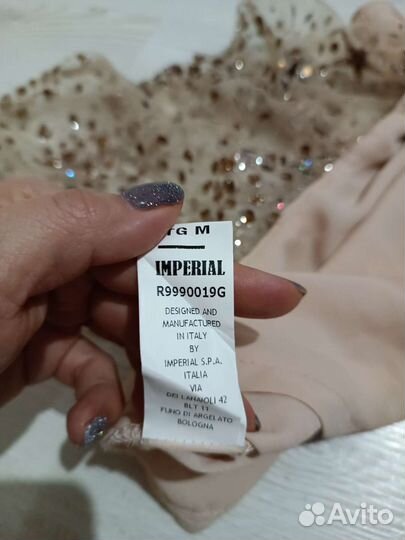 TG M
IMPERIAL
R9990019G
DESIGNED AND
MANUFACTURED
IN ITALY
BY
IMPERIAL S.P.A.
ITALIA
VIA
DEI LANAIOLI 42
BLT 11
FUNO DI ARGELATO
BOLOGNA
Avito